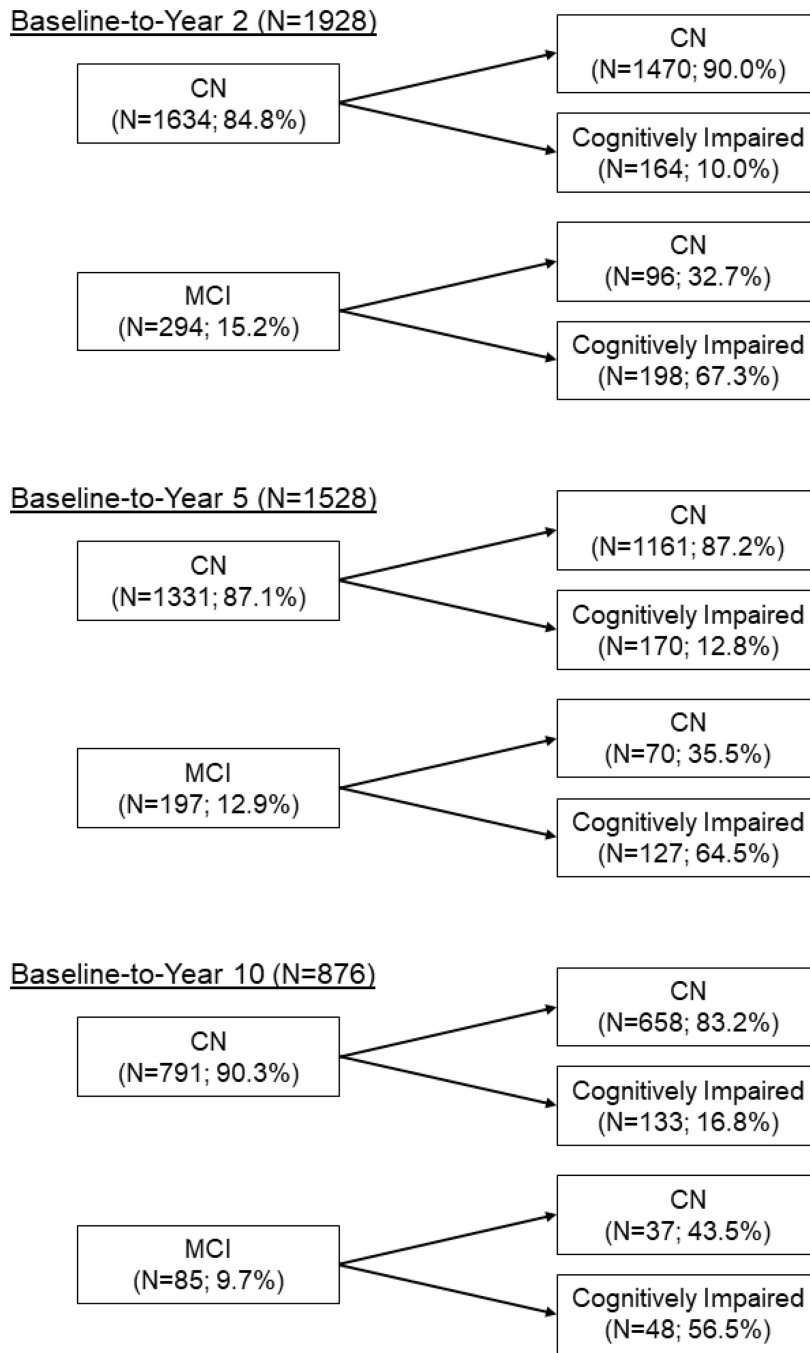 Baseline-to-Year 2 (N=1928)
CN
(N=1634; 84.8%)
CN
(N=1470; 90.0%)
Cognitively Impaired
(N=164; 10.0%)
MCI
(N=294; 15.2%)
CN
(N=96; 32.7%)
Cognitively Impaired
(N=198; 67.3%)
Baseline-to-Year 5 (N=1528)
CN
(N=1331; 87.1%)
CN
(N=1161; 87.2%)
Cognitively Impaired
(N=170; 12.8%)
MCI
(N=197; 12.9%)
CN
(N=70; 35.5%)
Cognitively Impaired
(N=127; 64.5%)
Baseline-to-Year 10 (N=876)
CN
(N=791; 90.3%)
CN
(N=658; 83.2%)
Cognitively Impaired
(N=133; 16.8%)
MCI
(N=85; 9.7%)
CN
(N=37; 43.5%)
Cognitively Impaired
(N=48; 56.5%)